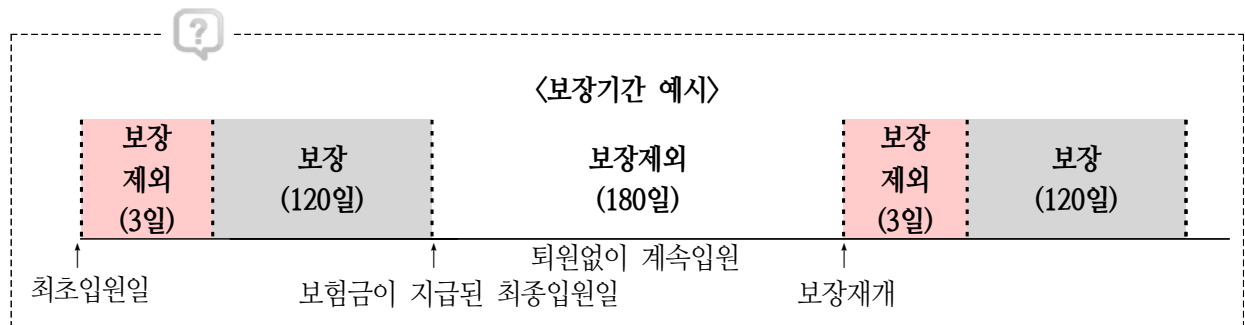 ?
〈보장기간 예시〉
보장
제외
(3일)
보장
(120일)
보장제외
(180일)
보장
제외
(3일)
보장
(120일)
퇴원없이 계속입원
최초입원일
보험금이 지급된 최종입원일
보장재개